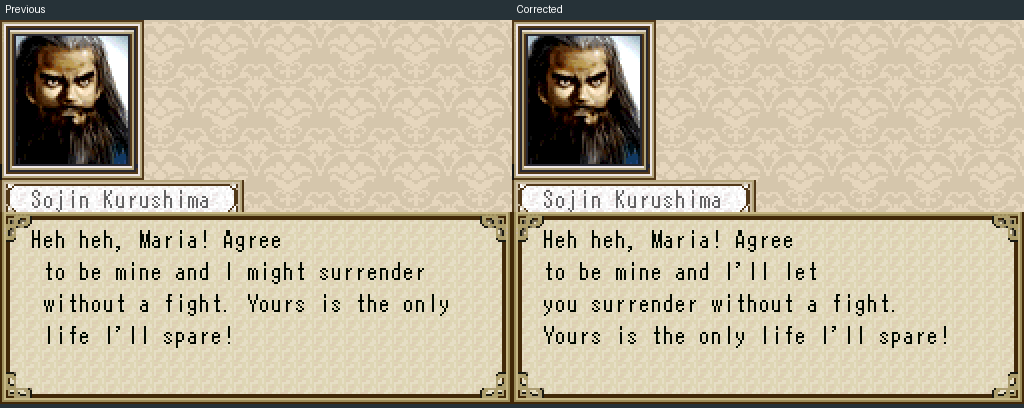 Previous
Sojin Kurushima
Heh heh, Maria! Agree
to be mine and I might surrender
without a fight. Yours is the only
life I'll spare!
Corrected
Sojin Kurushima
Heh heh, Maria! Agree
to be mine and I'll let
you surrender without a fight.
Yours is the only life I'll spare!